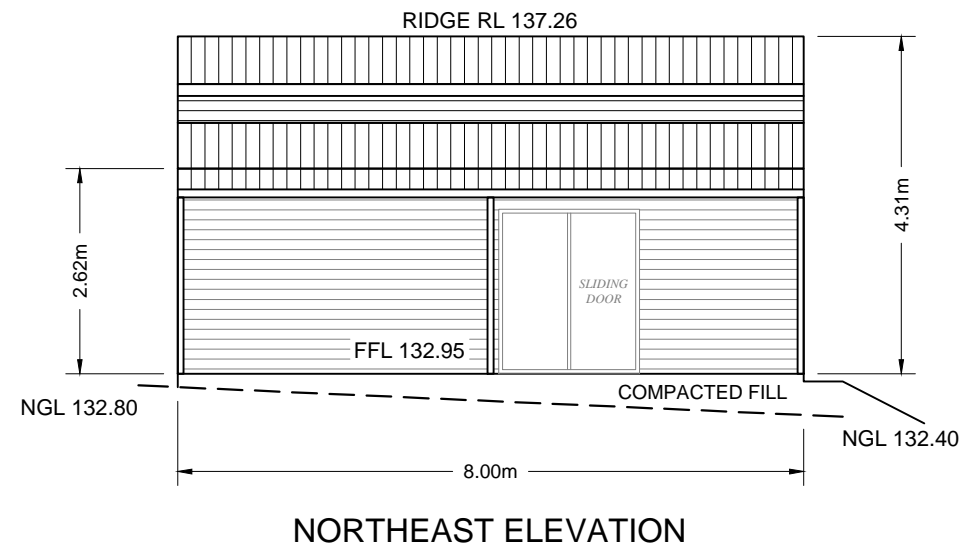 RIDGE RL 137.26
2.62m
4.31m
SLIDING
DOOR
FFL 132.95
COMPACTED FILL
NGL 132.80
NGL 132.40
8.00m
NORTHEAST ELEVATION